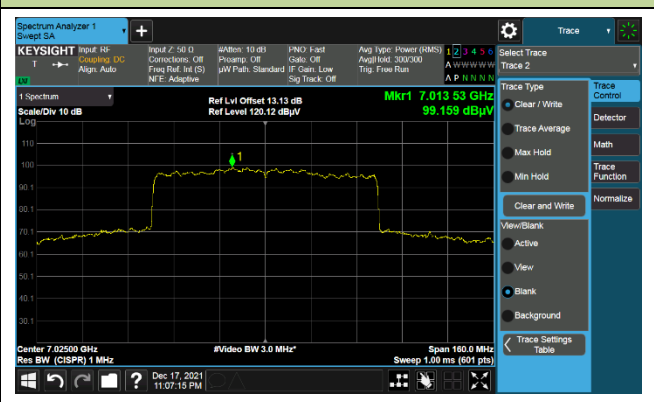 Spectrum Analyzer 1
Swept SA
KEYSIGHT
Input: RF
Coupling: DC
Align: Auto
Input Z: 50 Ω
Corrections: Off
Freq Ref: Int (S)
NFE: Adaptive
#Atten: 10 dB
Preamp: Off
µW Path: Standard
PNO: Fast
Gate: Off
IF Gain: Low
Sig Track: Off
Avg Type: Power (RMS)
Avg|Hold: 300/300
Trig: Free Run
1 2 3 4 5 6
A W W W W W
A P N N N N
1 Spectrum
Scale/Div 10 dB
Log
Ref Lvl Offset 13.13 dB
Ref Level 120.12 dBµV
Mkr1 7.013 53 GHz
99.159 dBµV
1
110
100
90.1
80.1
70.1
60.1
50.1
40.1
30.1
Center 7.02500 GHz
Res BW (CISPR) 1 MHz
#Video BW 3.0 MHz*
Span 160.0 MHz
Sweep 1.00 ms (601 pts)
Dec 17, 2021
11:07:15 PM
Trace
Select Trace
Trace 2
Trace Type
Clear / Write
Trace Average
Max Hold
Min Hold
Clear and Write
View/Blank
Active
View
Blank
Background
Trace Settings
Table
Trace
Control
Detector
Math
Trace
Function
Normalize